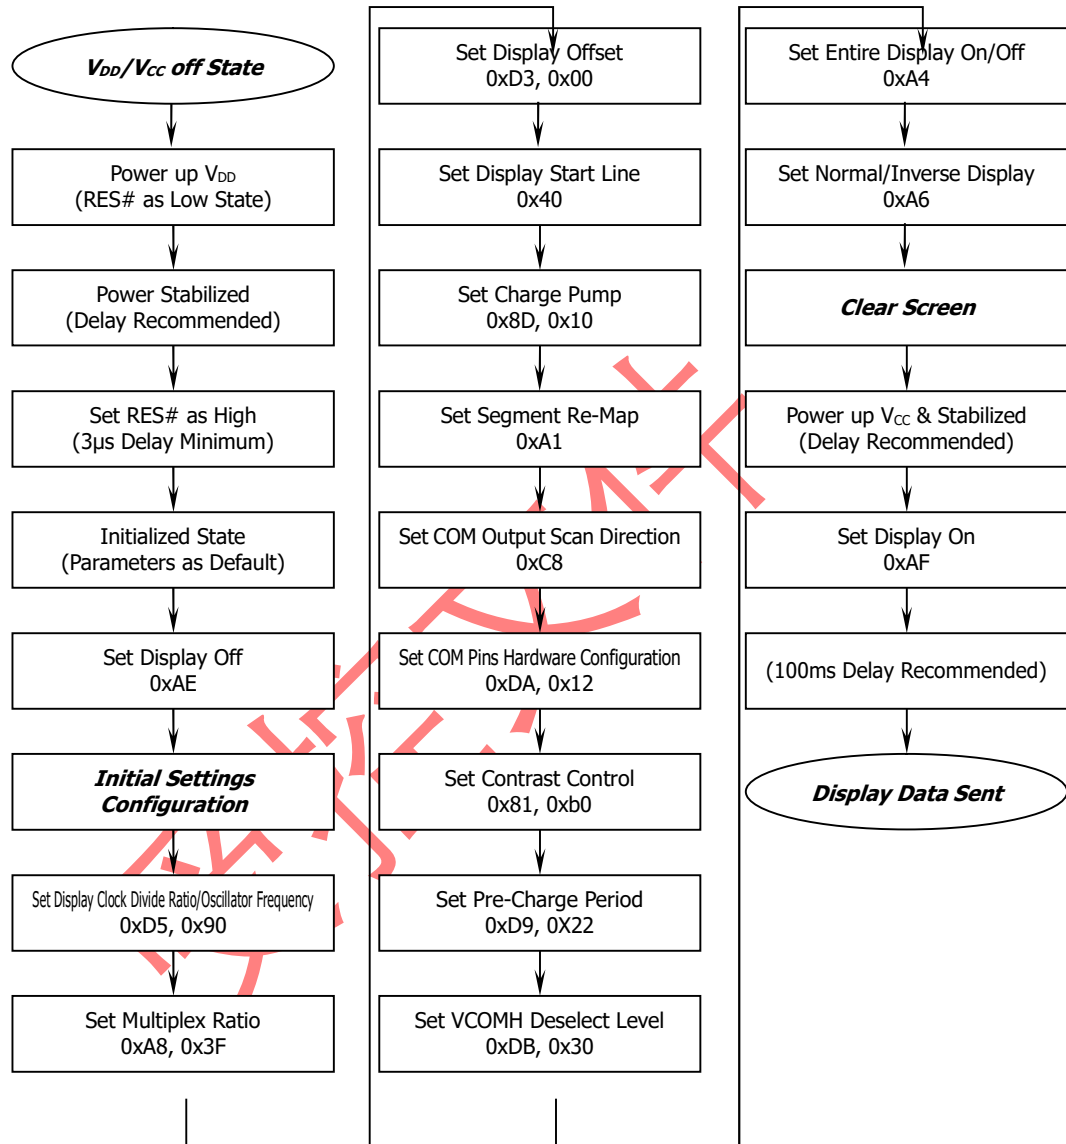 V_DD/V_CC off State
Power up V_DD
(RES# as Low State)
Power Stabilized
(Delay Recommended)
Set RES# as High
(3μs Delay Minimum)
Initialized State
(Parameters as Default)
Set Display Off
0xAE
Initial Settings
Configuration
Set Display Clock Divide Ratio/Oscillator Frequency
0xD5, 0x90
Set Multiplex Ratio
0xA8, 0x3F
Set Display Offset
0xD3, 0x00
Set Display Start Line
0x40
Set Charge Pump
0x8D, 0x10
Set Segment Re-Map
0xA1
Set COM Output Scan Direction
0xC8
Set COM Pins Hardware Configuration
0xDA, 0x12
Set Contrast Control
0x81, 0xb0
Set Pre-Charge Period
0xD9, 0X22
Set VCOMH Deselect Level
0xDB, 0x30
Set Entire Display On/Off
0xA4
Set Normal/Inverse Display
0xA6
Clear Screen
Power up V_CC & Stabilized
(Delay Recommended)
Set Display On
0xAF
(100ms Delay Recommended)
Display Data Sent